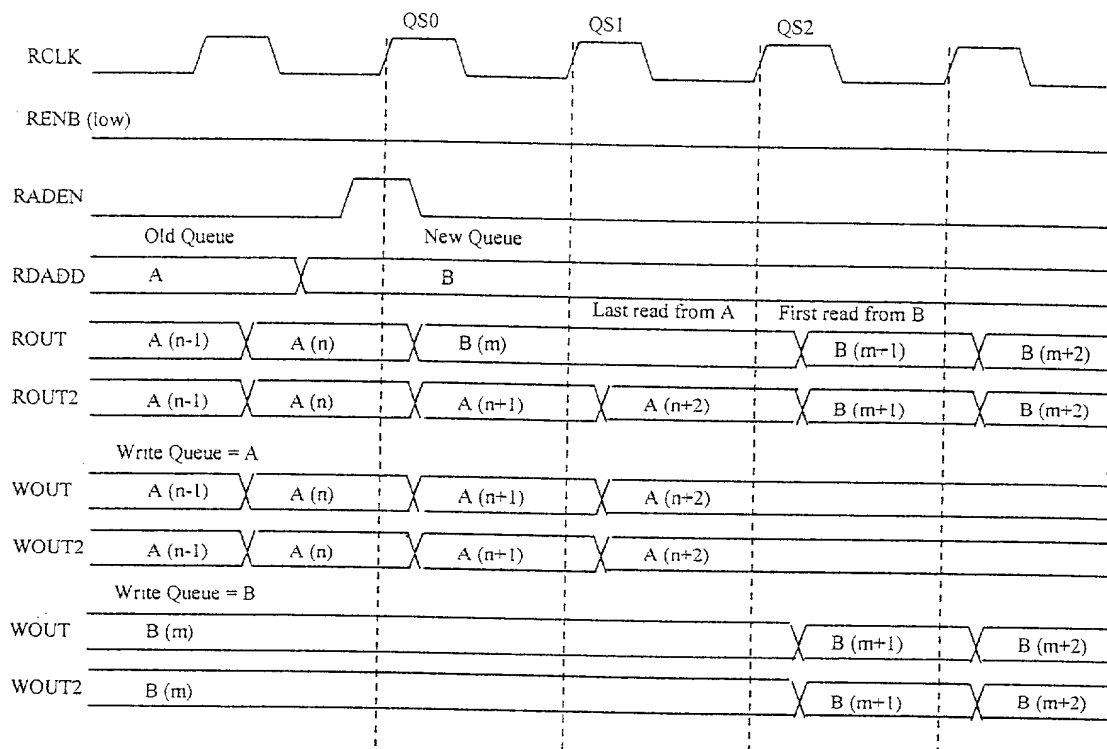 QS0 QS1 QS2
RCLK
RENB (low)
RADEN
Old Queue New Queue
RDADD A B
Last read from A First read from B
ROUT A (n-1) A (n) B (m) B (m+1) B (m+2)
ROUT2 A (n-1) A (n) A (n+1) A (n+2) B (m+1) B (m+2)
Write Queue = A
WOUT A (n-1) A (n) A (n+1) A (n+2)
WOUT2 A (n-1) A (n) A (n+1) A (n+2)
Write Queue = B
WOUT B (m) B (m+1) B (m+2)
WOUT2 B (m) B (m+1) B (m+2)